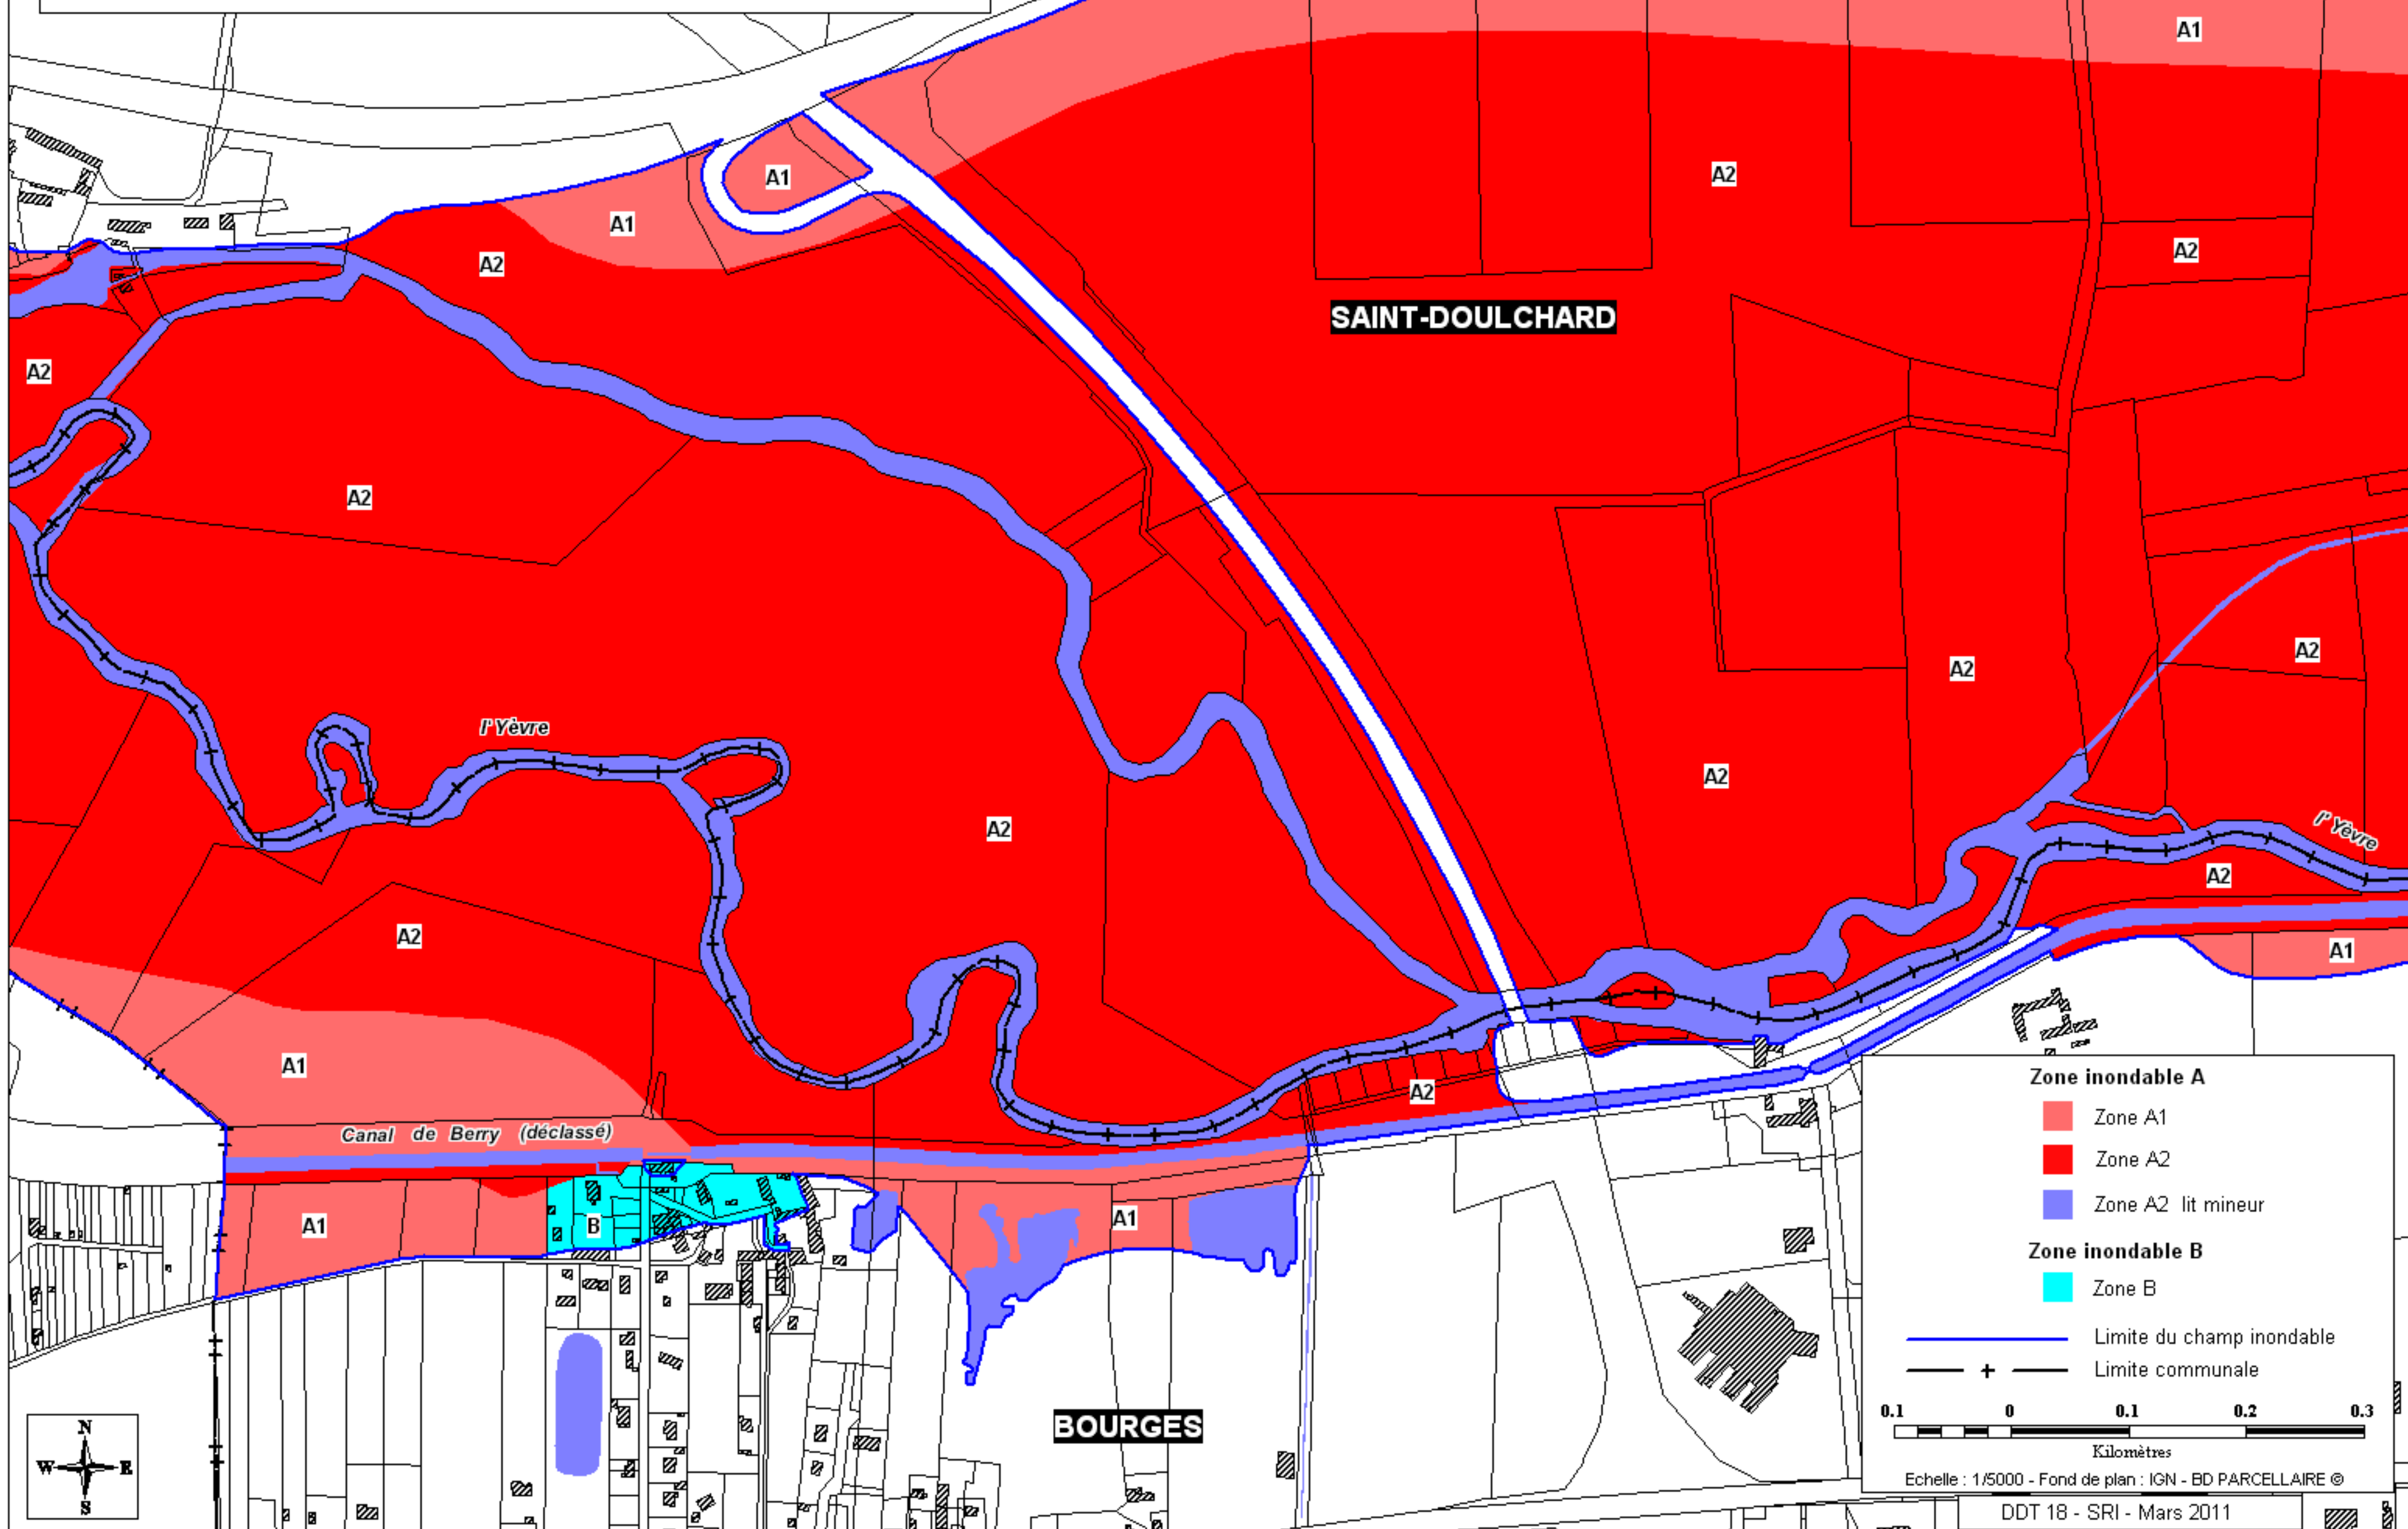 A1
A1
A2
A1
A2
A2
SAINT-DOULCHARD
A2
A2
A2
A2
l'Yèvre
A2
A2
l'Yèvre
A2
A2
A1
A1
A2
Canal de Berry (déclassé)
A1
B
A1
BOURGES
N
W E
S
Zone inondable A
Zone A1
Zone A2
Zone A2 lit mineur
Zone inondable B
Zone B
Limite du champ inondable
Limite communale
0.1 0 0.1 0.2 0.3
Kilomètres
Echelle : 1/5000 - Fond de plan : IGN - BD PARCELLAIRE ©
DDT 18 - SRI - Mars 2011